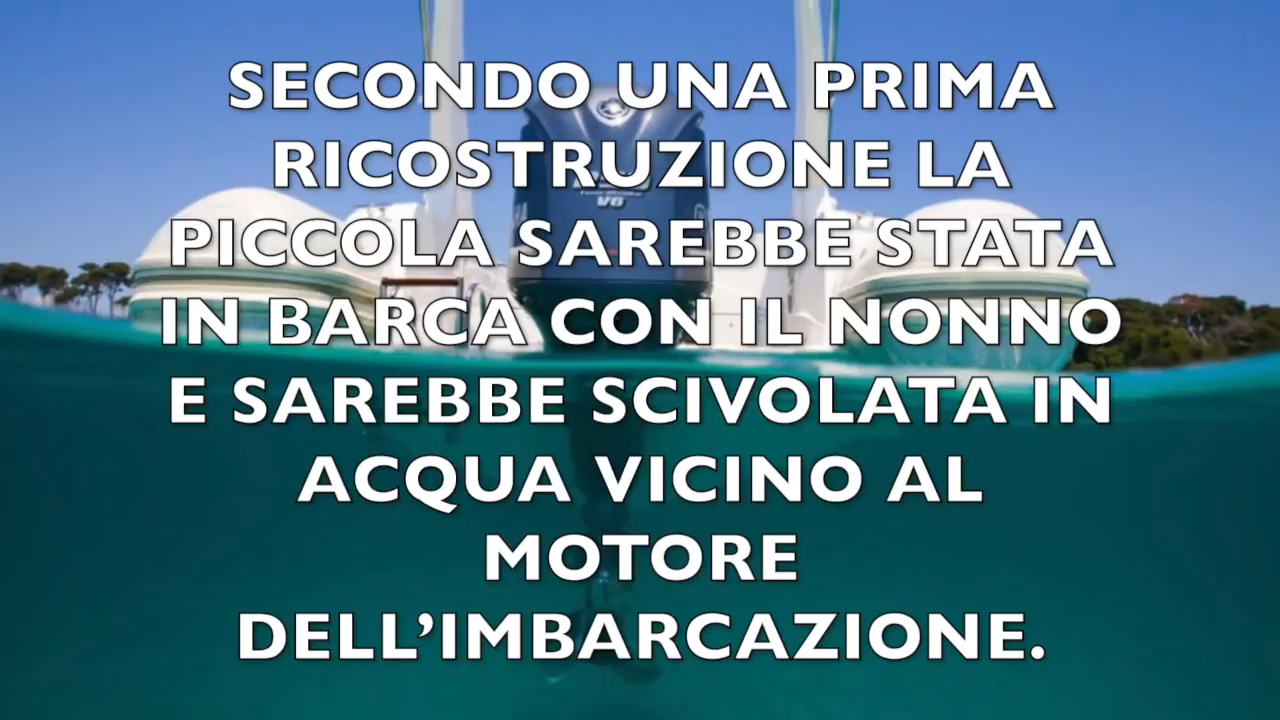 SECONDO UNA PRIMA
RICOSTRUZIONE LA
PICCOLA SAREBBE STATA
IN BARCA CON IL NONNO
E SAREBBE SCIVOLATA IN
ACQUA VICINO AL
MOTORE
DELL’IMBARCAZIONE.
V6